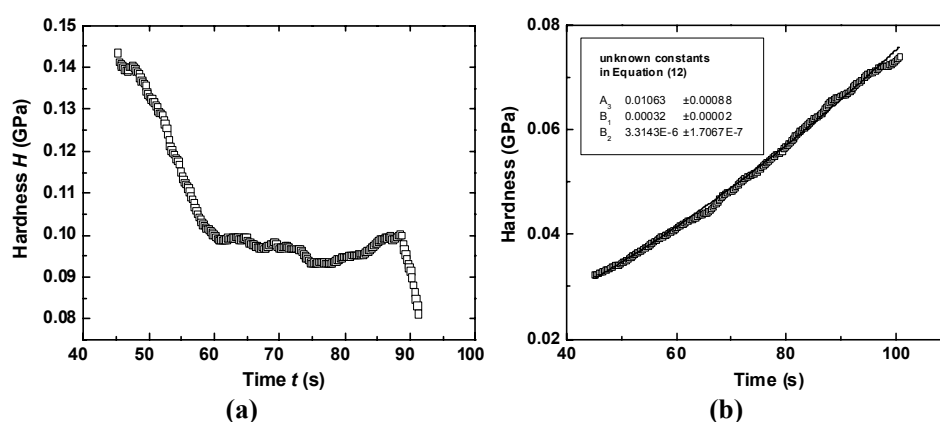 0.15
0.14
0.13
0.12
0.11
0.10
0.09
0.08
Hardness H (GPa)
40 50 60 70 80 90 100
Time t (s)
(a)
0.08
0.06
0.04
0.02
Hardness (GPa)
unknown constants
in Equation (12)
A3 0.01063 ±0.00088
B1 0.00032 ±0.00002
B2 3.3143E-6 ±1.7067E-7
40 60 80 100
Time (s)
(b)